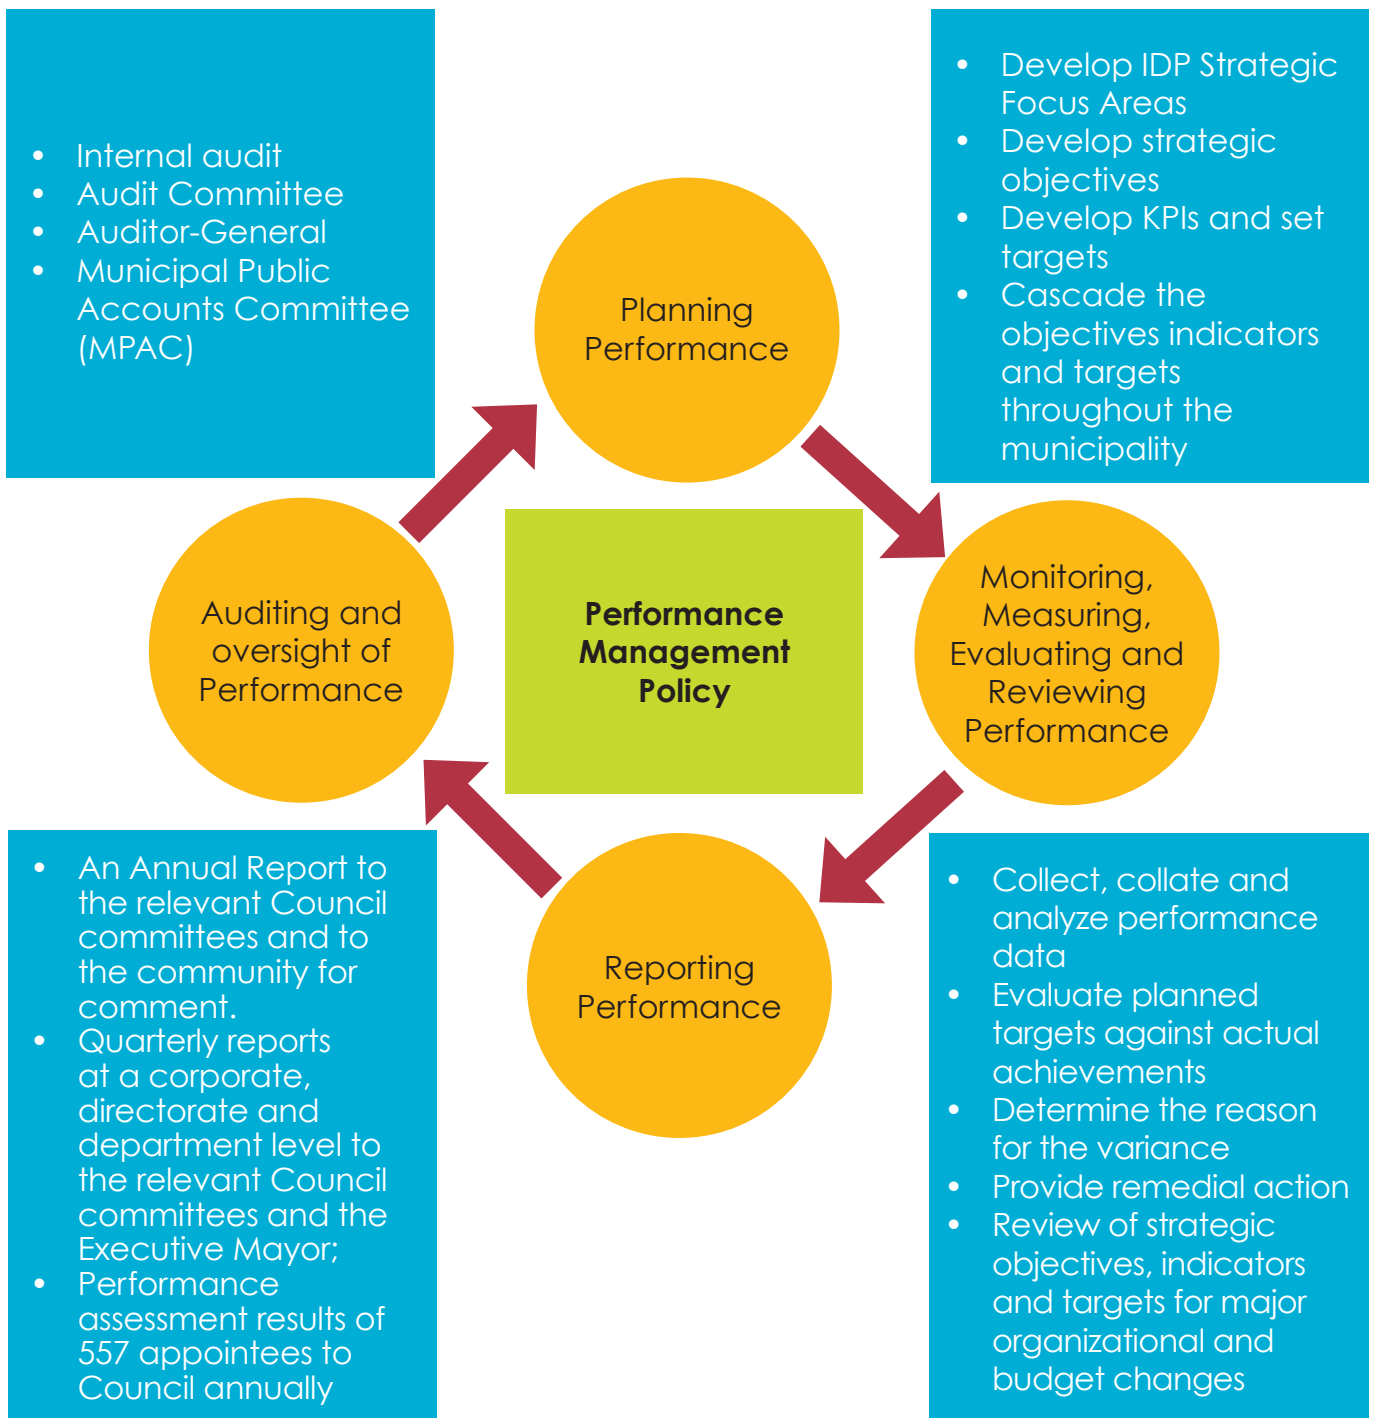 • Internal audit
• Audit Committee
• Auditor-General
• Municipal Public
Accounts Committee
(MPAC)
• Develop IDP Strategic
Focus Areas
• Develop strategic
objectives
• Develop KPIs and set
targets
• Cascade the
objectives indicators
and targets
throughout the
municipality
Planning
Performance
Auditing and
oversight of
Performance
Performance
Management
Policy
Monitoring,
Measuring,
Evaluating and
Reviewing
Performance
Reporting
Performance
• An Annual Report to
the relevant Council
committees and to
the community for
comment.
• Quarterly reports
at a corporate,
directorate and
department level to
the relevant Council
committees and the
Executive Mayor;
• Performance
assessment results of
557 appointees to
Council annually
• Collect, collate and
analyze performance
data
• Evaluate planned
targets against actual
achievements
• Determine the reason
for the variance
• Provide remedial action
• Review of strategic
objectives, indicators
and targets for major
organizational and
budget changes